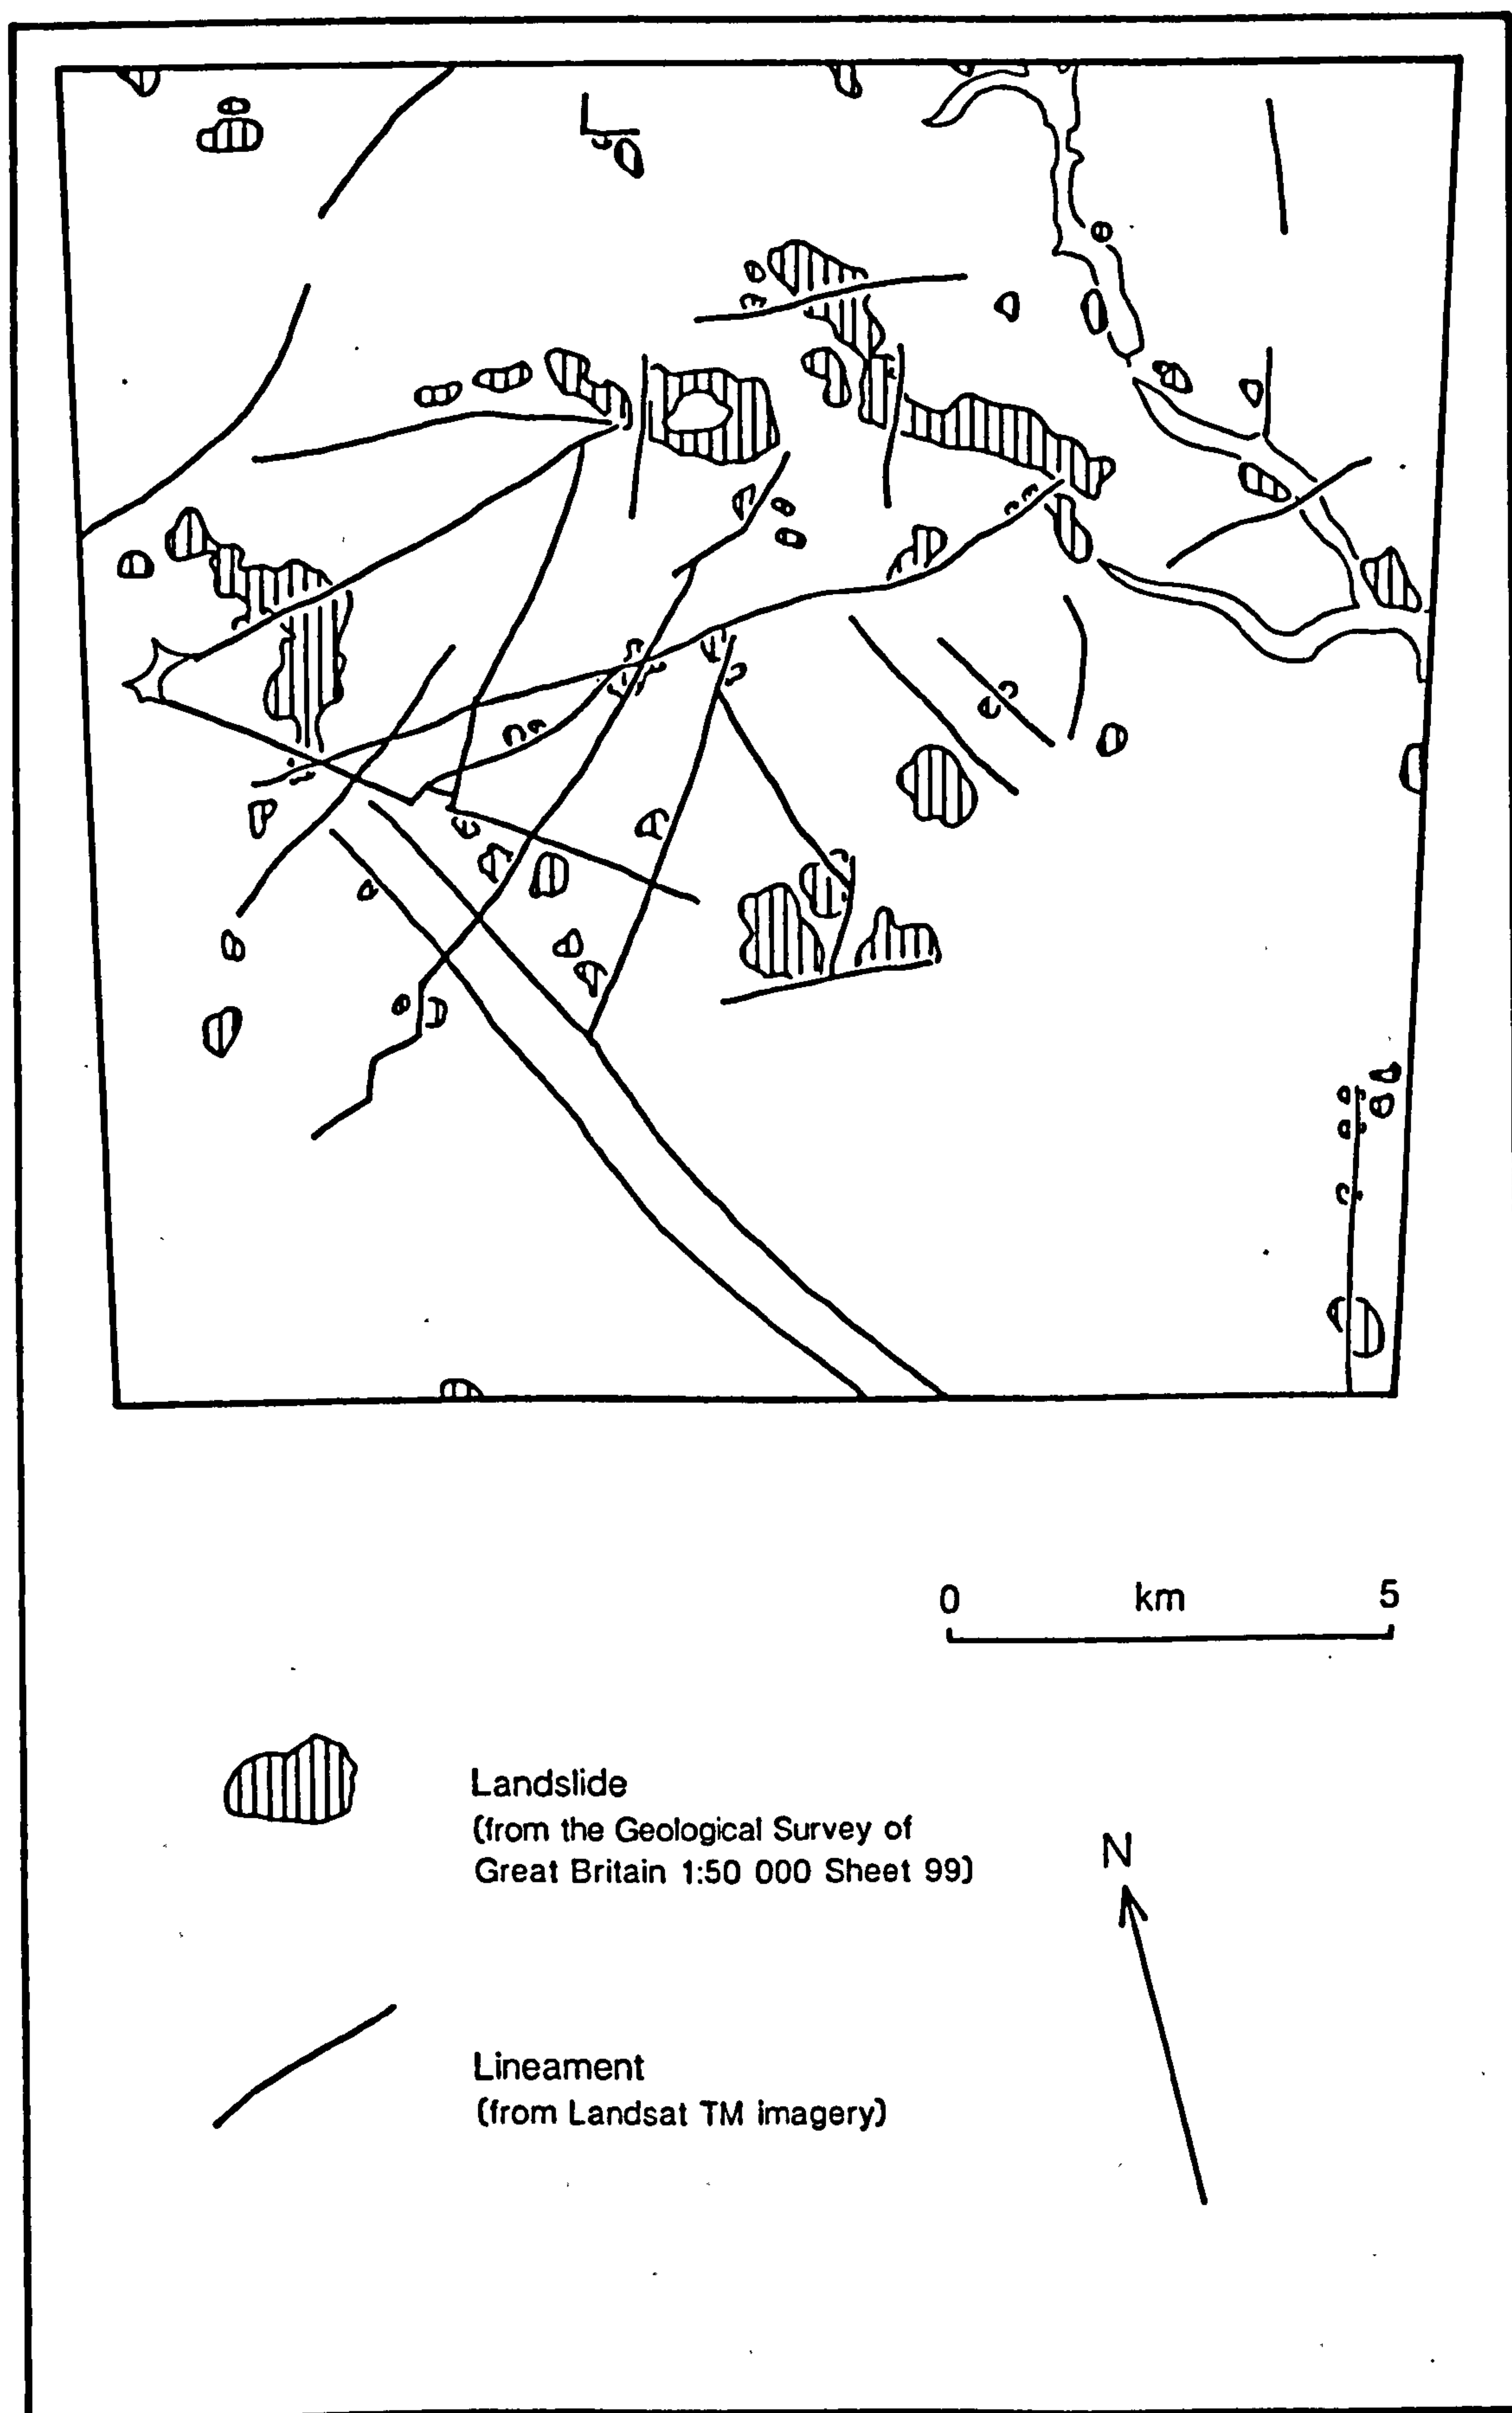 0 km 5
Landslide
(from the Geological Survey of
Great Britain 1:50 000 Sheet 99)
N
Lineament
(from Landsat TM imagery)